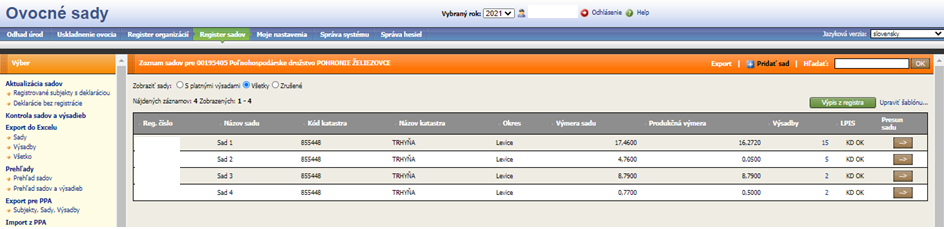 Ovocné sady
Vybraný rok: 2021 Odhlásenie Help
Odhad úrod Uskladnenie ovocia Register organizácií Register sadov Moje nastavenia Správa systému Správa hesiel Jazyková verzia: slovensky
Výber
Zoznam sadov pre 00195405 Poľnohospodárske družstvo POHRONIE ŽELIEZOVCE Export | Pridať sad | Hľadať: OK
Aktualizácia sadov
Registrované subjekty s deklaráciou
Deklarácie bez registrácie
Kontrola sadov a výsadieb
Export do Excelu
Sady
Výsadby
Všetko
Prehľady
Prehľad sadov
Prehľad sadov a výsadieb
Export pre PPA
Subjekty, Sady, Výsadby
Import z PPA
Zobraziť sady: S platnými výsadami Všetky Zrušené
Nájdených záznamov: 4 Zobrazených: 1 - 4
Výpis z registra Upraviť šablónu...
Reg. číslo Názov sadu Kód katastra Názov katastra Okres Výmera sadu Produkčná výmera Výsadby LPIS Presun sadu
Sad 1 855448 TRHYŇA Levice 17.4600 16.2720 15 KD OK -->
Sad 2 855448 TRHYŇA Levice 4.7600 0.0500 5 KD OK -->
Sad 3 855448 TRHYŇA Levice 8.7900 8.7900 2 KD OK -->
Sad 4 855448 TRHYŇA Levice 0.7700 0.5000 2 KD OK -->